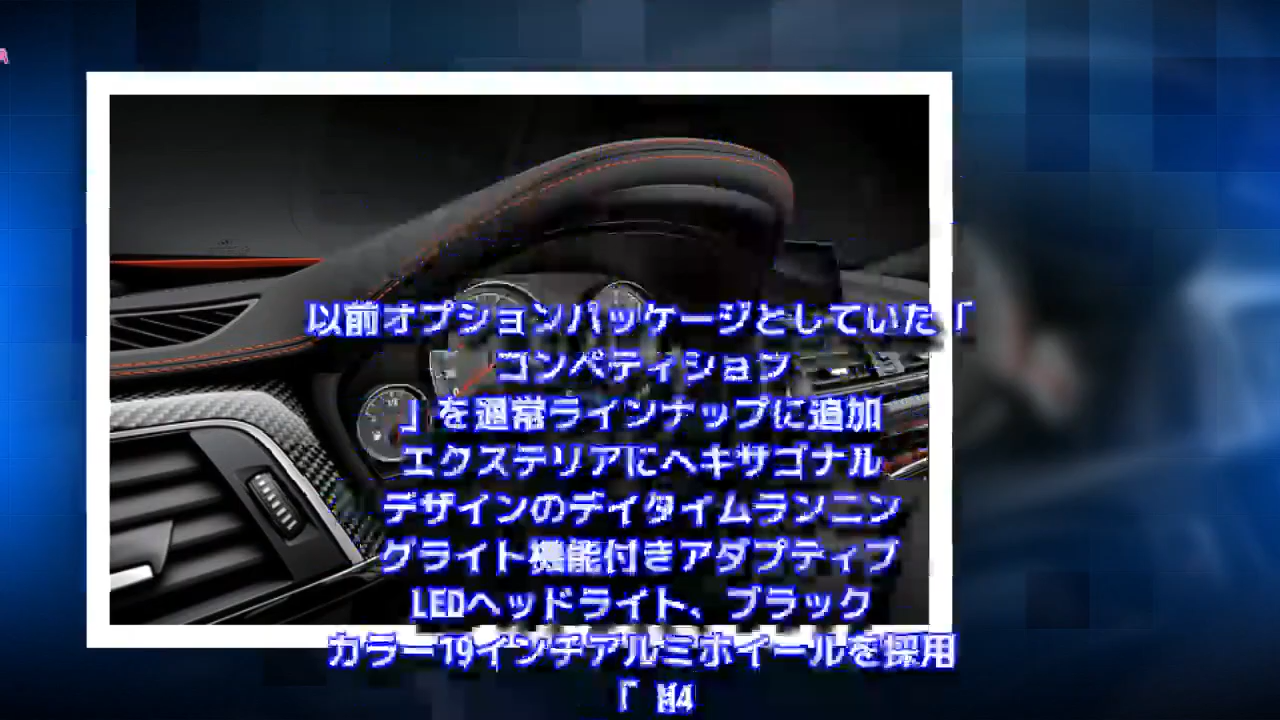 以前オプションパッケージとしていた「
コンペティション
」を通常ラインナップに追加
エクステリアにヘキサゴナル
デザインのデイタイムランニン
グライト機能付きアダプティブ
LEDヘッドライト、ブラック
カラー19インチアルミホイールを採用
「 M4